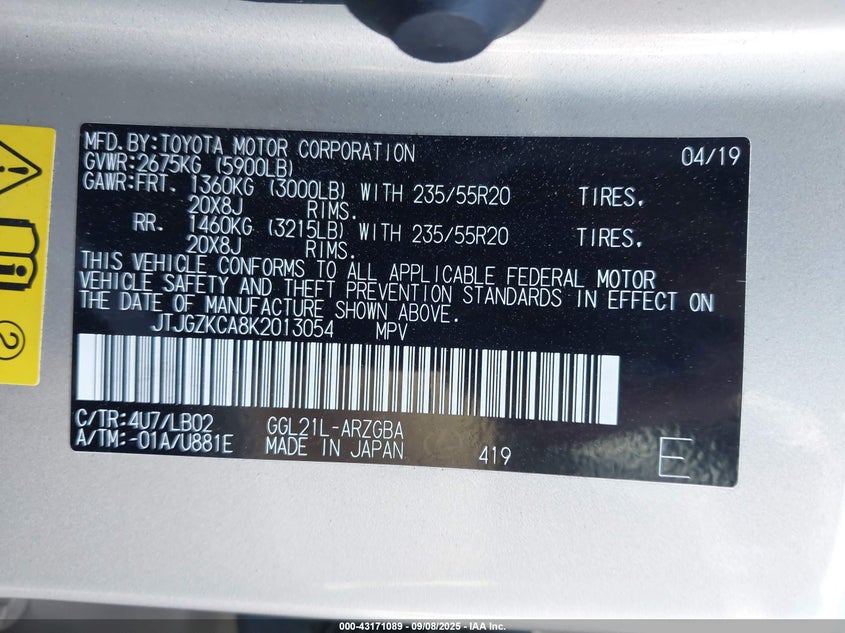 MFD.BY:TOYOTA MOTOR CORPORATION 04/19
GVWR:2675KG (5900LB)
GAWR:FRT. 1360KG (3000LB) WITH 235/55R20 TIRES.
20X8J RIMS.
RR. 1460KG (3215LB) WITH 235/55R20 TIRES.
20X8J RIMS.
THIS VEHICLE CONFORMS TO ALL APPLICABLE FEDERAL MOTOR
VEHICLE SAFETY AND THEFT PREVENTION STANDARDS IN EFFECT ON
THE DATE OF MANUFACTURE SHOWN ABOVE.
JTJGZKCA8K2013054 MPV
C/TR:4U7/LB02 GGL21L-ARZGBA
A/TM:-01A/U881E MADE IN JAPAN 419 E
2
000-43171089 - 09/08/2025 - IAA Inc.